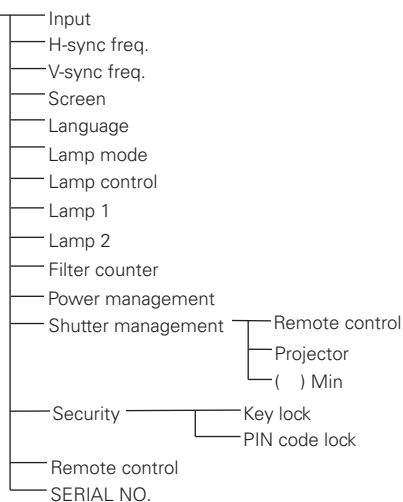 Input
H-sync freq.
V-sync freq.
Screen
Language
Lamp mode
Lamp control
Lamp 1
Lamp 2
Filter counter
Power management
Shutter management
Remote control
Projector
( ) Min
Security
Key lock
PIN code lock
Remote control
SERIAL NO.